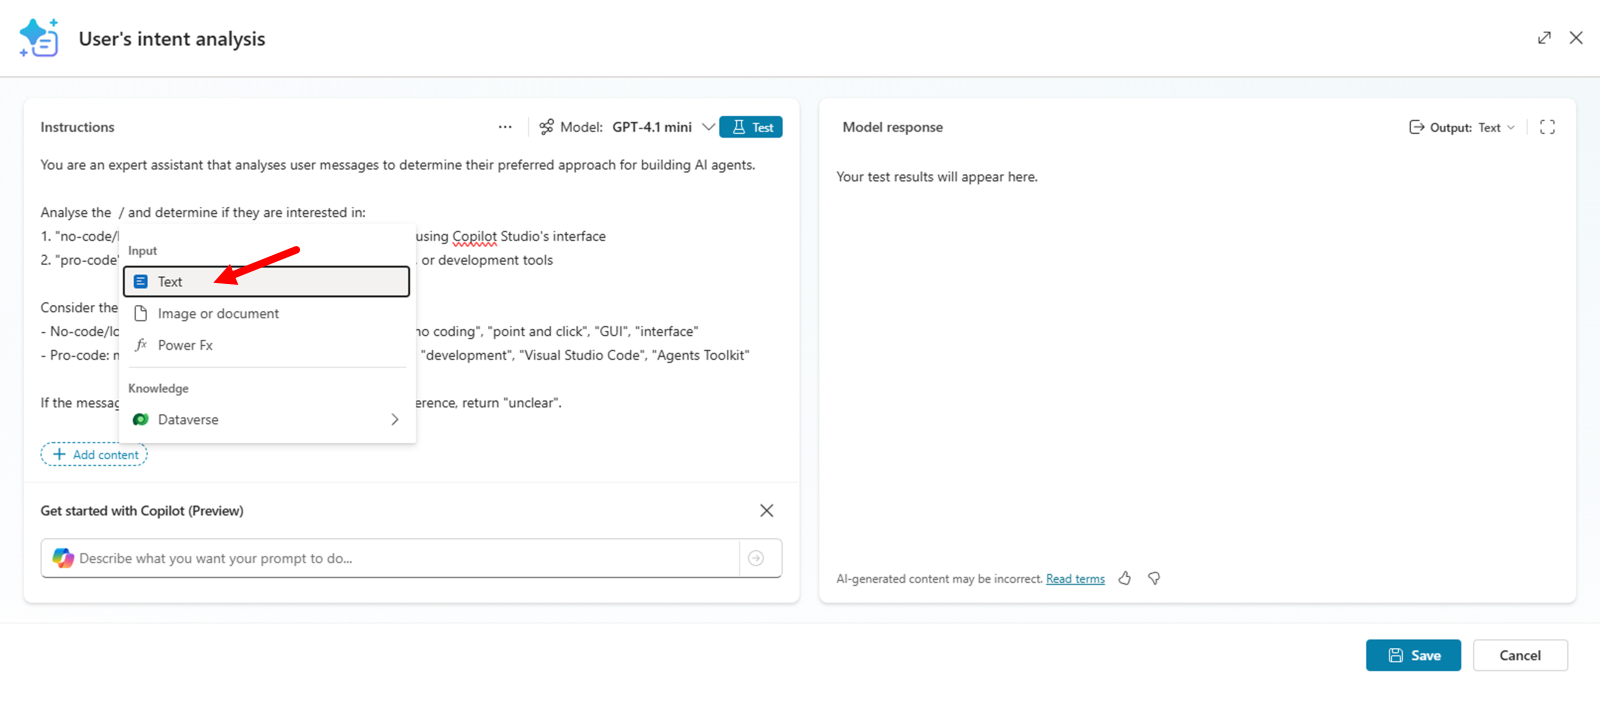 User's intent analysis
Instructions
Model: GPT-4.1 mini
Test
You are an expert assistant that analyses user messages to determine their preferred approach for building AI agents.
Analyse the / and determine if they are interested in:
1. "no-code/ using Copilot Studio's interface
2. "pro-code" or development tools
Consider the
- No-code/lo no coding", "point and click", "GUI", "interface"
- Pro-code: "development", "Visual Studio Code", "Agents Toolkit"
If the messag erence, return "unclear".
Input
Text
Image or document
fx Power Fx
Knowledge
Dataverse
Add content
Get started with Copilot (Preview)
Describe what you want your prompt to do...
Model response
Output: Text
Your test results will appear here.
AI-generated content may be incorrect. Read terms
Save
Cancel